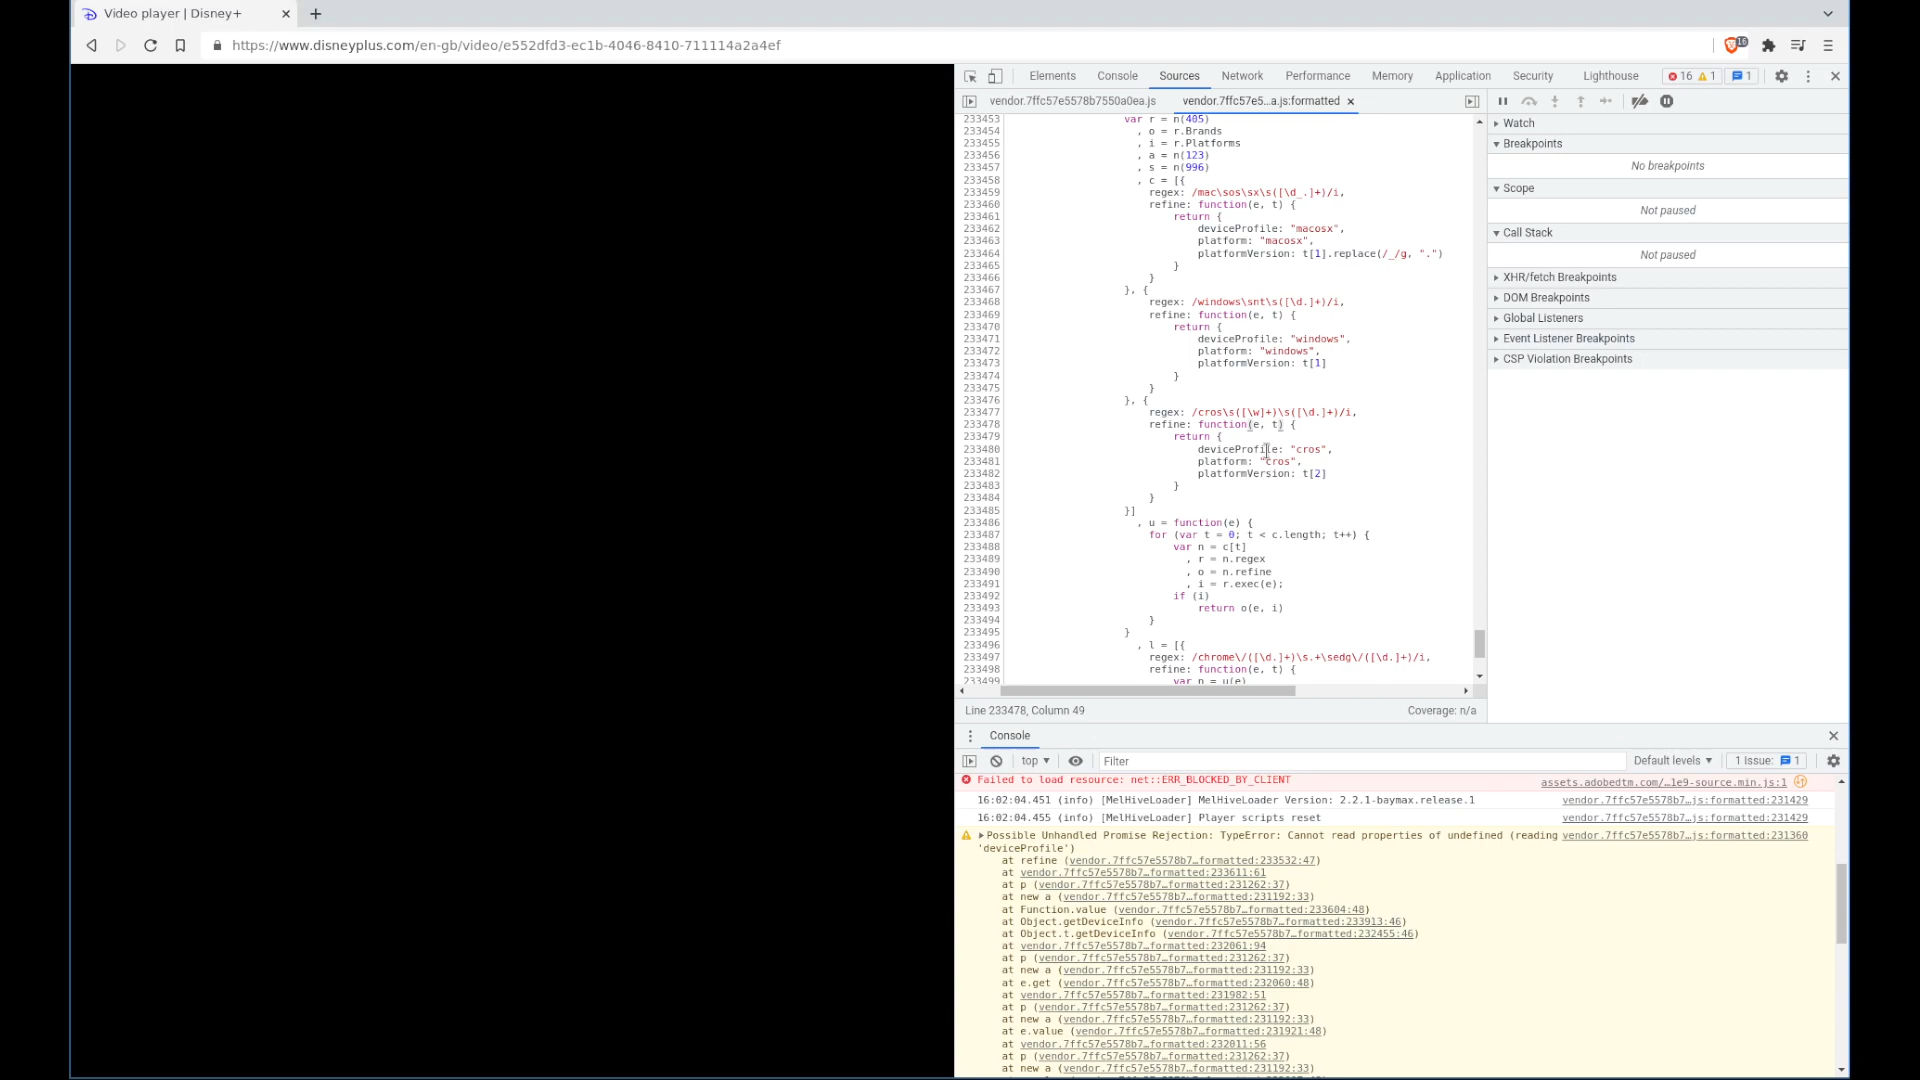 Video player | Disney+
https://www.disneyplus.com/en-gb/video/e552dfd3-ec1b-4046-8410-711114a2a4ef
16
Elements Console Sources Network Performance Memory Application Security Lighthouse 16 1 1
vendor.7ffc57e5578b7550a0ea.js vendor.7ffc57e5…a.js:formatted
233453 var r = n(405)
233454 , o = r.Brands
233455 , i = r.Platforms
233456 , a = n(123)
233457 , s = n(996)
233458 , c = [{
233459 regex: /mac\sos\sx\s([\d_.]+)/i,
233460 refine: function(e, t) {
233461 return {
233462 deviceProfile: "macosx",
233463 platform: "macosx",
233464 platformVersion: t[1].replace(/_/g, ".")
233465 }
233466 }
233467 }, {
233468 regex: /windows\snt\s([\d.]+)/i,
233469 refine: function(e, t) {
233470 return {
233471 deviceProfile: "windows",
233472 platform: "windows",
233473 platformVersion: t[1]
233474 }
233475 }
233476 }, {
233477 regex: /cros\s([\w]+)\s([\d.]+)/i,
233478 refine: function(e, t) {
233479 return {
233480 deviceProfile: "cros",
233481 platform: "cros",
233482 platformVersion: t[2]
233483 }
233484 }
233485 }]
233486 , u = function(e) {
233487 for (var t = 0; t < c.length; t++) {
233488 var n = c[t]
233489 , r = n.regex
233490 , o = n.refine
233491 , i = r.exec(e);
233492 if (i)
233493 return o(e, i)
233494 }
233495 }
233496 , l = [{
233497 regex: /chrome\/([\d.]+)\s.+\sedg\/([\d.]+)/i,
233498 refine: function(e, t) {
233499 var n = u(e)
Line 233478, Column 49 Coverage: n/a
Watch
Breakpoints
No breakpoints
Scope
Not paused
Call Stack
Not paused
XHR/fetch Breakpoints
DOM Breakpoints
Global Listeners
Event Listener Breakpoints
CSP Violation Breakpoints
Console
top Filter Default levels 1 Issue: 1
Failed to load resource: net::ERR_BLOCKED_BY_CLIENT assets.adobedtm.com/…1e9-source.min.js:1
16:02:04.451 (info) [MelHiveLoader] MelHiveLoader Version: 2.2.1-baymax.release.1 vendor.7ffc57e5578b7…js:formatted:231429
16:02:04.455 (info) [MelHiveLoader] Player scripts reset vendor.7ffc57e5578b7…js:formatted:231429
Possible Unhandled Promise Rejection: TypeError: Cannot read properties of undefined (reading vendor.7ffc57e5578b7…js:formatted:231360
'deviceProfile')
at refine (vendor.7ffc57e5578b7…formatted:233532:47)
at vendor.7ffc57e5578b7…formatted:233611:61
at p (vendor.7ffc57e5578b7…formatted:231262:37)
at new a (vendor.7ffc57e5578b7…formatted:231192:33)
at Function.value (vendor.7ffc57e5578b7…formatted:233604:48)
at Object.getDeviceInfo (vendor.7ffc57e5578b7…formatted:233913:46)
at Object.t.getDeviceInfo (vendor.7ffc57e5578b7…formatted:232455:46)
at vendor.7ffc57e5578b7…formatted:232061:94
at p (vendor.7ffc57e5578b7…formatted:231262:37)
at new a (vendor.7ffc57e5578b7…formatted:231192:33)
at e.get (vendor.7ffc57e5578b7…formatted:232060:48)
at vendor.7ffc57e5578b7…formatted:231982:51
at p (vendor.7ffc57e5578b7…formatted:231262:37)
at new a (vendor.7ffc57e5578b7…formatted:231192:33)
at e.value (vendor.7ffc57e5578b7…formatted:231921:48)
at vendor.7ffc57e5578b7…formatted:232011:56
at p (vendor.7ffc57e5578b7…formatted:231262:37)
at new a (vendor.7ffc57e5578b7…formatted:231192:33)